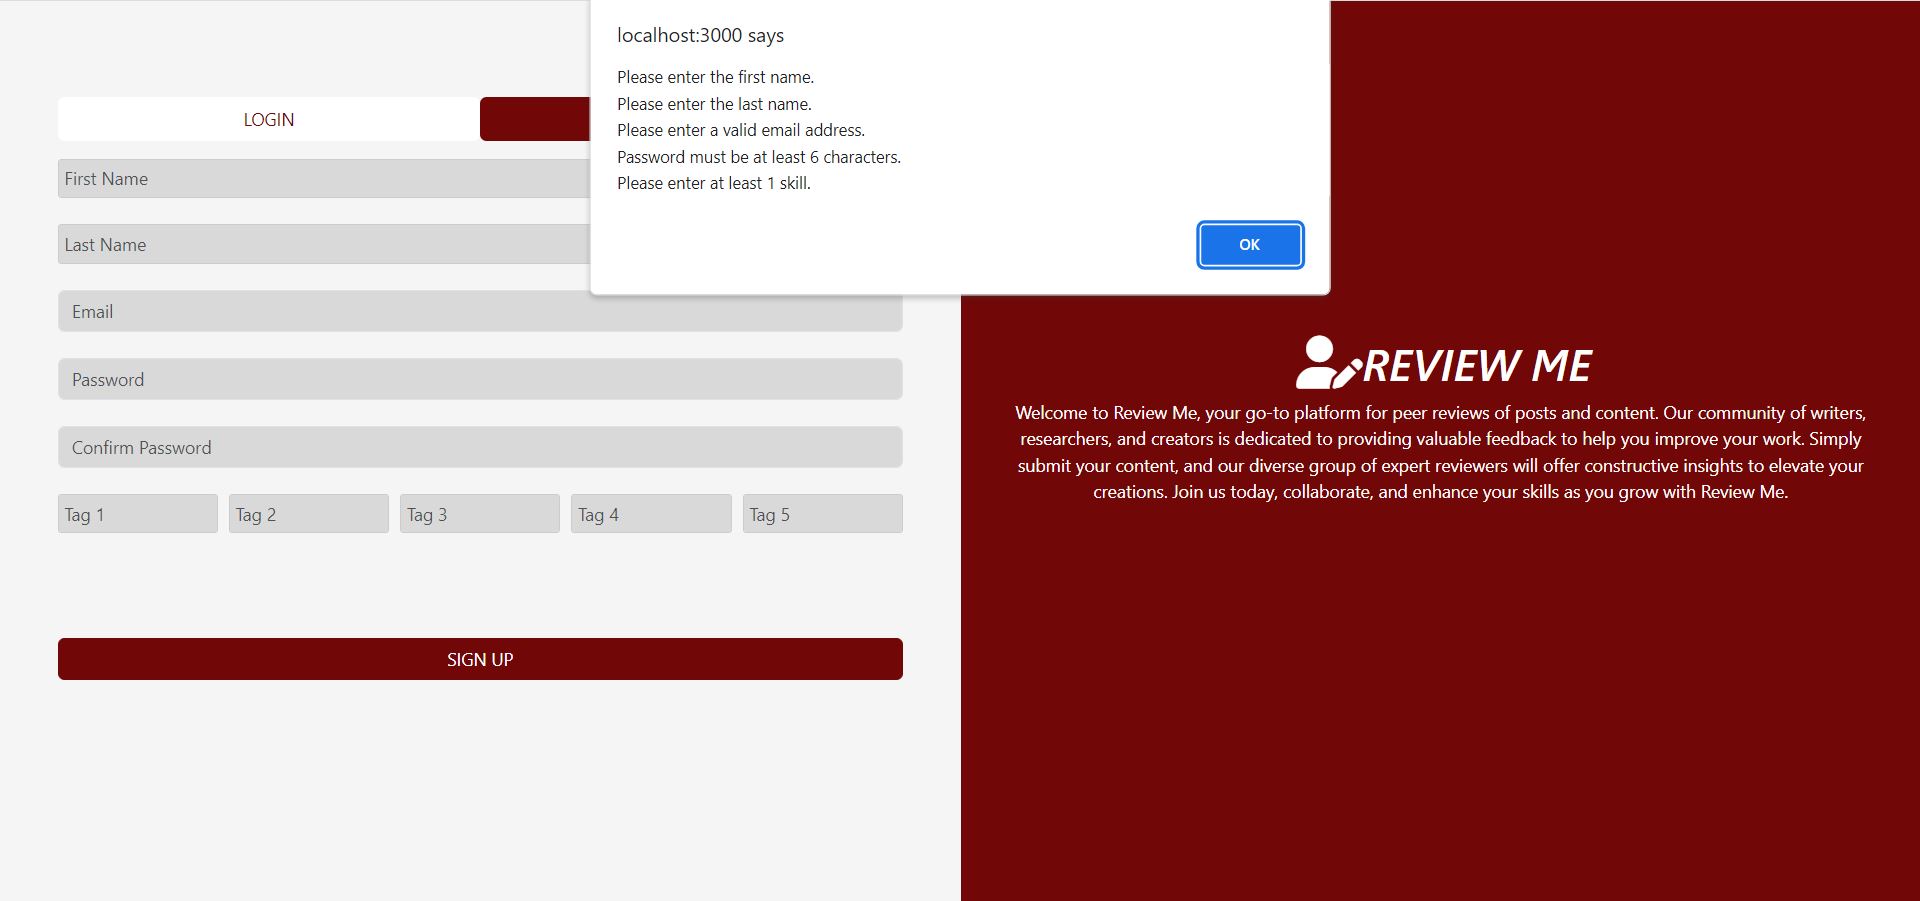 localhost:3000 says
Please enter the first name.
Please enter the last name.
Please enter a valid email address.
Password must be at least 6 characters.
Please enter at least 1 skill.
OK
LOGIN
First Name
Last Name
Email
Password
Confirm Password
Tag 1
Tag 2
Tag 3
Tag 4
Tag 5
SIGN UP
REVIEW ME
Welcome to Review Me, your go-to platform for peer reviews of posts and content. Our community of writers,
researchers, and creators is dedicated to providing valuable feedback to help you improve your work. Simply
submit your content, and our diverse group of expert reviewers will offer constructive insights to elevate your
creations. Join us today, collaborate, and enhance your skills as you grow with Review Me.